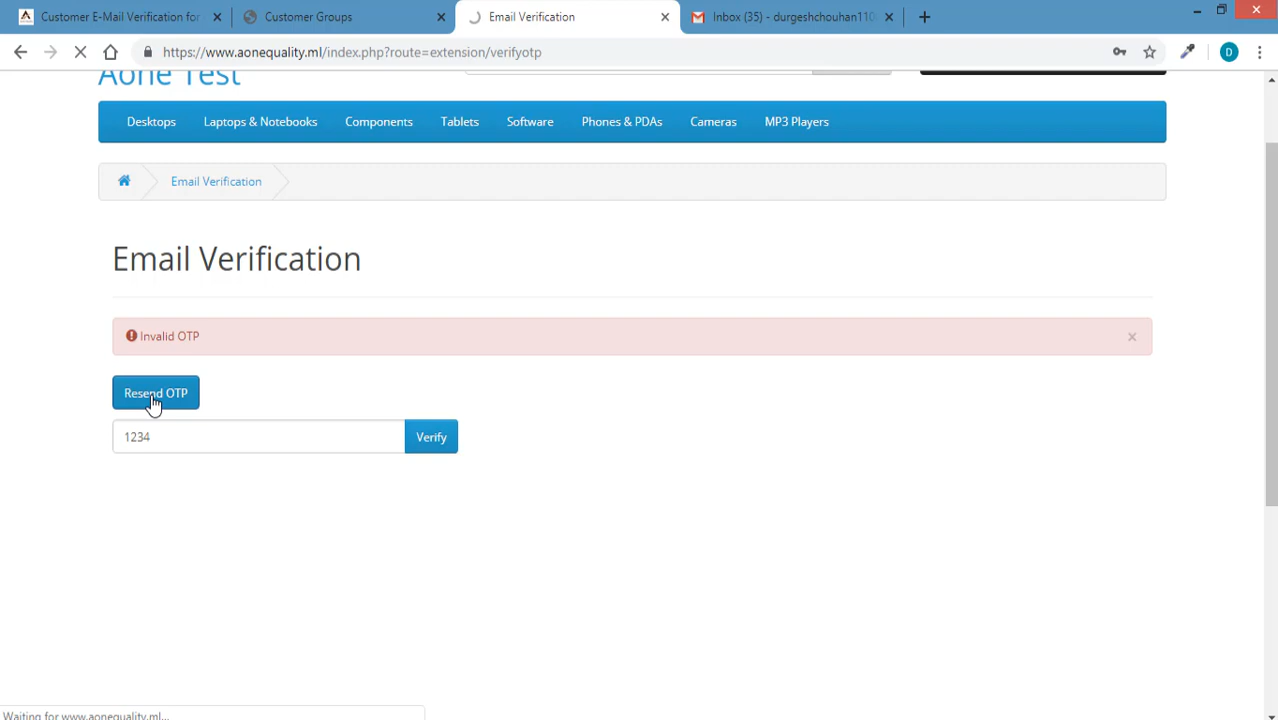 Customer E-Mail Verification for
Customer Groups
Email Verification
Inbox (35) - durgeshchouhan110
https://www.aonequality.ml/index.php?route=extension/verifyotp
D
Aone Test
Desktops
Laptops & Notebooks
Components
Tablets
Software
Phones & PDAs
Cameras
MP3 Players
Email Verification
Email Verification
Invalid OTP
Resend OTP
1234
Verify
Waiting for www.aonequality.ml...